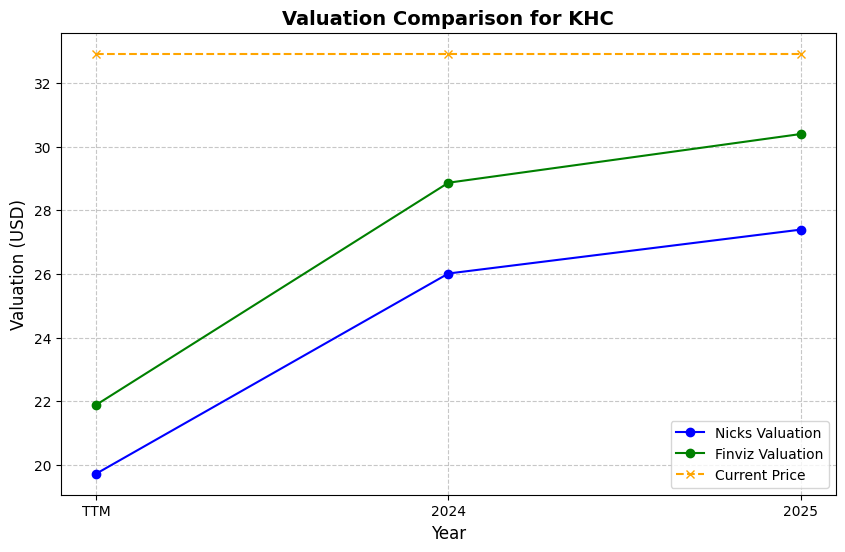 Valuation Comparison for KHC
Valuation (USD)
32
30
28
26
24
22
20
TTM
2024
2025
Year
Nicks Valuation
Finviz Valuation
Current Price